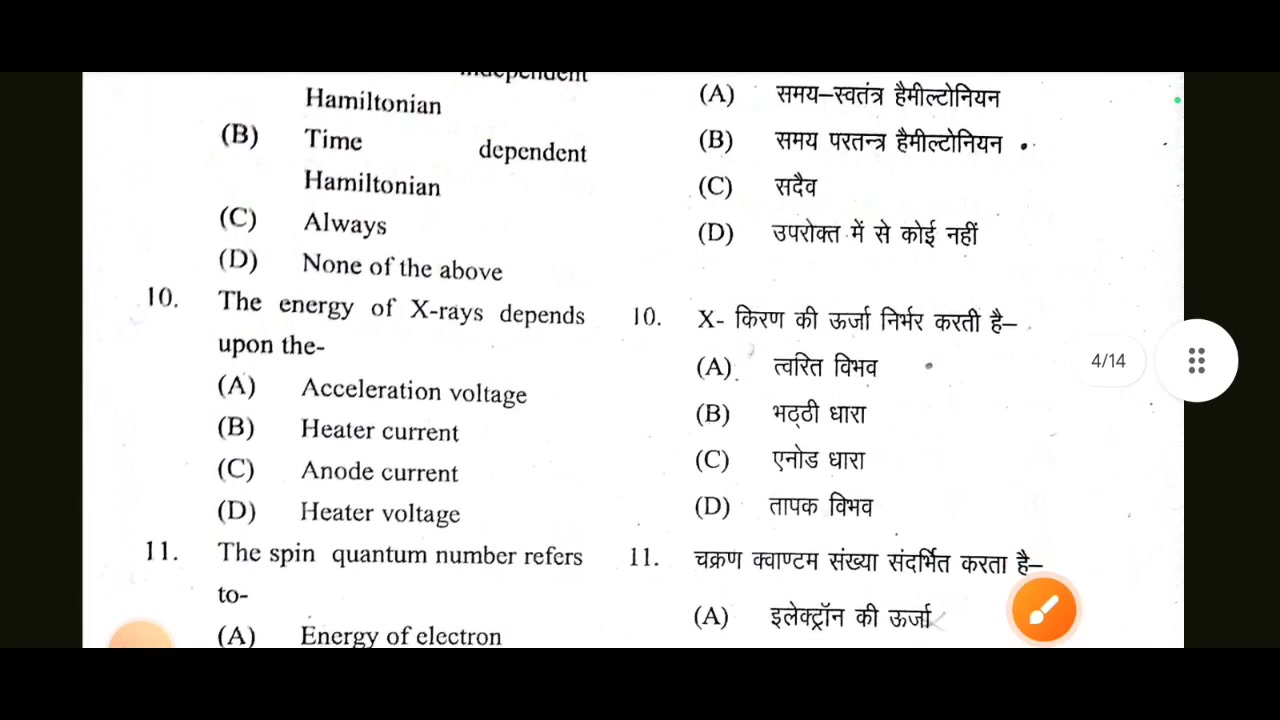 independent
Hamiltonian
(B) Time dependent
Hamiltonian
(C) Always
(D) None of the above
10. The energy of X-rays depends
upon the-
(A) Acceleration voltage
(B) Heater current
(C) Anode current
(D) Heater voltage
11. The spin quantum number refers
to-
(A) Energy of electron
(A) समय–स्वतंत्र हैमील्टोनियन
(B) समय परतन्त्र हैमील्टोनियन
(C) सदैव
(D) उपरोक्त में से कोई नहीं
10. X- किरण की ऊर्जा निर्भर करती है–
(A) त्वरित विभव
(B) भठ्ठी धारा
(C) एनोड धारा
(D) तापक विभव
11. चक्रण क्वाण्टम संख्या संदर्भित करता है–
(A) इलेक्ट्रॉन की ऊर्जा
4/14